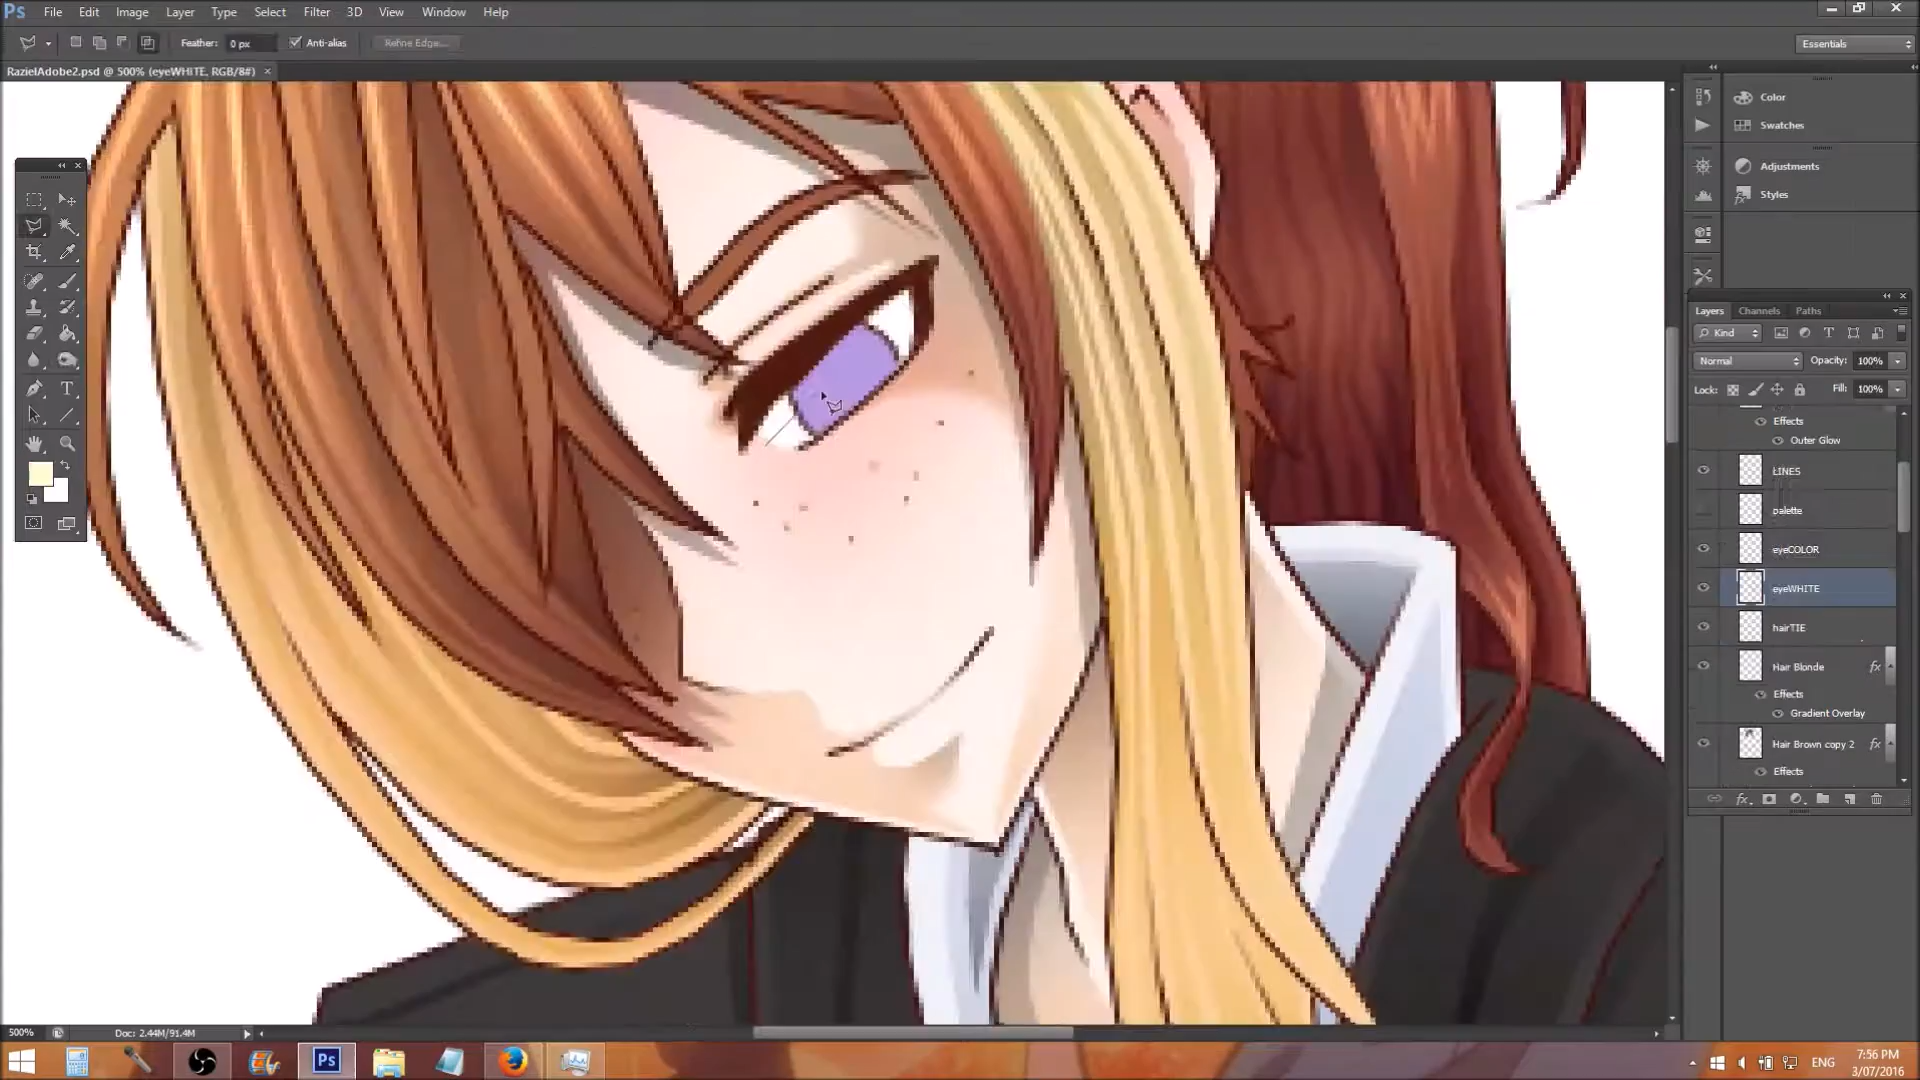 Ps File Edit Image Layer Type Select Filter 3D View Window Help
Feather: 0 px Anti-alias Refine Edge... Essentials
RazielAdobe2.psd @ 500% (eyeWHITE, RGB/8#) ×
Color
Swatches
Adjustments
Styles
Layers Channels Paths
Kind
Normal Opacity: 100%
Lock: Fill: 100%
Effects
Outer Glow
LINES
palette
eyeCOLOR
eyeWHITE
hairTIE
Hair Blonde fx
Effects
Gradient Overlay
Hair Brown copy 2 fx
Effects
500% Doc: 2.44M/91.4M
Ps ENG 7:56 PM
3/07/2016